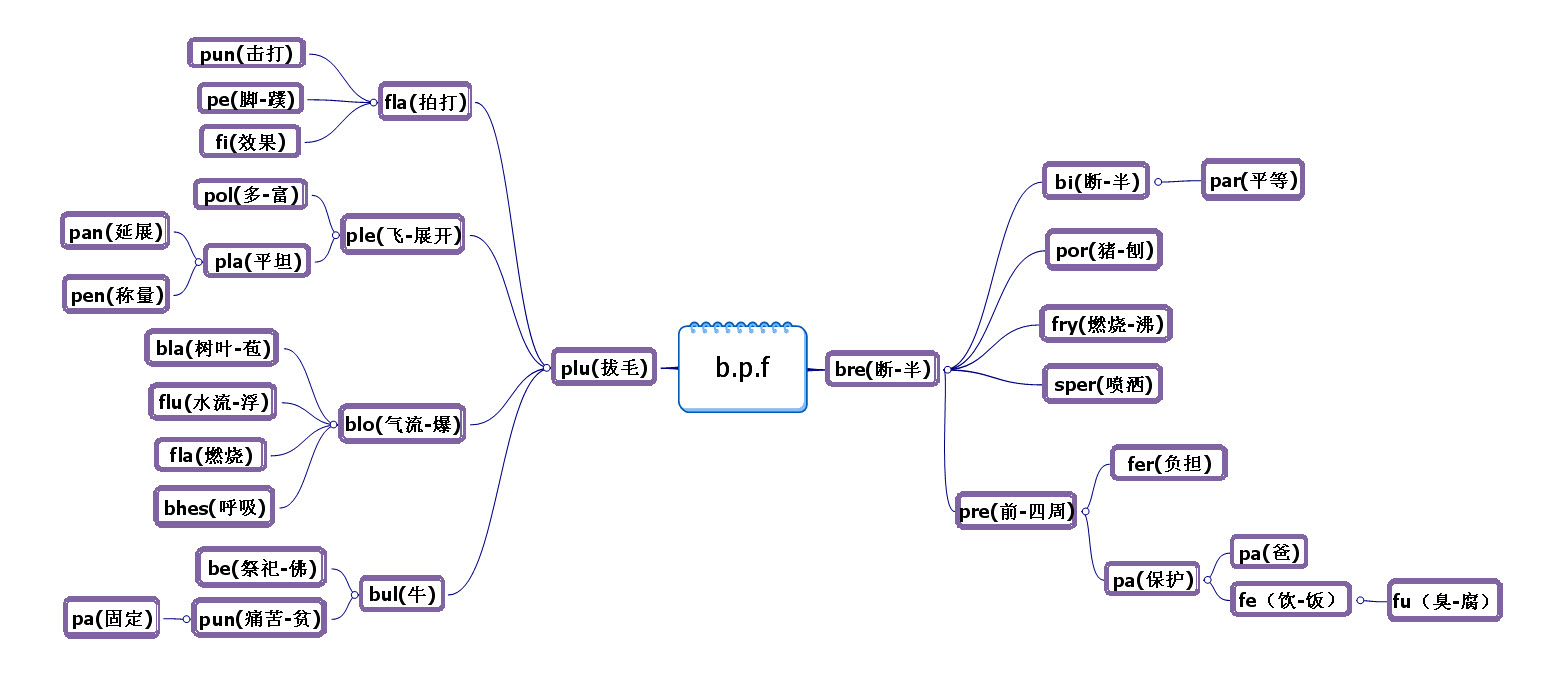 b.p.f
plu(拔毛)
fla(拍打)
pun(击打)
pe(脚-蹼)
fi(效果)
ple(飞-展开)
pol(多-富)
pla(平坦)
pan(延展)
pen(称量)
blo(气流-爆)
bla(树叶-苞)
flu(水流-浮)
fla(燃烧)
bhes(呼吸)
bul(牛)
be(祭祀-佛)
pun(痛苦-贫)
pa(固定)
bre(断-半)
bi(断-半)
par(平等)
por(猪-刨)
fry(燃烧-沸)
sper(喷洒)
pre(前-四周)
fer(负担)
pa(保护)
pa(爸)
fe（饮-饭）
fu（臭-腐）